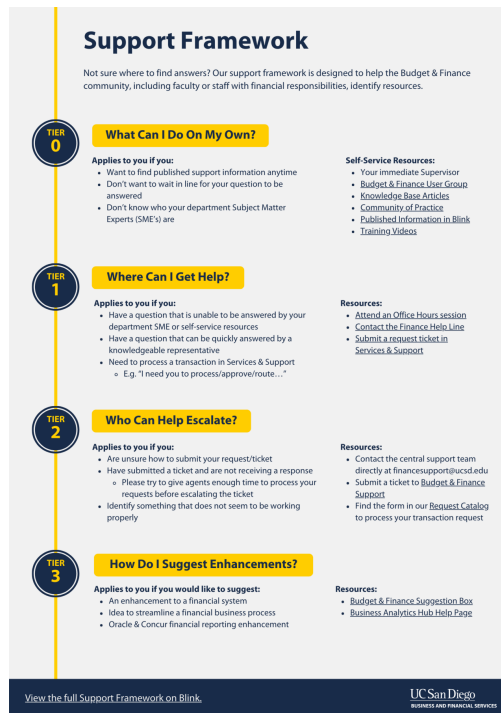 Support Framework
Not sure where to find answers? Our support framework is designed to help the Budget & Finance
community, including faculty or staff with financial responsibilities, identify resources.
TIER
0
What Can I Do On My Own?
Applies to you if you:
• Want to find published support information anytime
• Don't want to wait in line for your question to be
answered
• Don't know who your department Subject Matter
Experts (SME's) are
Self-Service Resources:
• Your immediate Supervisor
• Budget & Finance User Group
• Knowledge Base Articles
• Community of Practice
• Published Information in Blink
• Training Videos
TIER
1
Where Can I Get Help?
Applies to you if you:
• Have a question that is unable to be answered by your
department SME or self-service resources
• Have a question that can be quickly answered by a
knowledgeable representative
• Need to process a transaction in Services & Support
◦ E.g. "I need you to process/approve/route…"
Resources:
• Attend an Office Hours session
• Contact the Finance Help Line
• Submit a request ticket in
Services & Support
TIER
2
Who Can Help Escalate?
Applies to you if you:
• Are unsure how to submit your request/ticket
• Have submitted a ticket and are not receiving a response
◦ Please try to give agents enough time to process your
requests before escalating the ticket
• Identify something that does not seem to be working
properly
Resources:
• Contact the central support team
directly at financesupport@ucsd.edu
• Submit a ticket to Budget & Finance
Support
• Find the form in our Request Catalog
to process your transaction request
TIER
3
How Do I Suggest Enhancements?
Applies to you if you would like to suggest:
• An enhancement to a financial system
• Idea to streamline a financial business process
• Oracle & Concur financial reporting enhancement
Resources:
• Budget & Finance Suggestion Box
• Business Analytics Hub Help Page
View the full Support Framework on Blink.
UC San Diego
BUSINESS AND FINANCIAL SERVICES